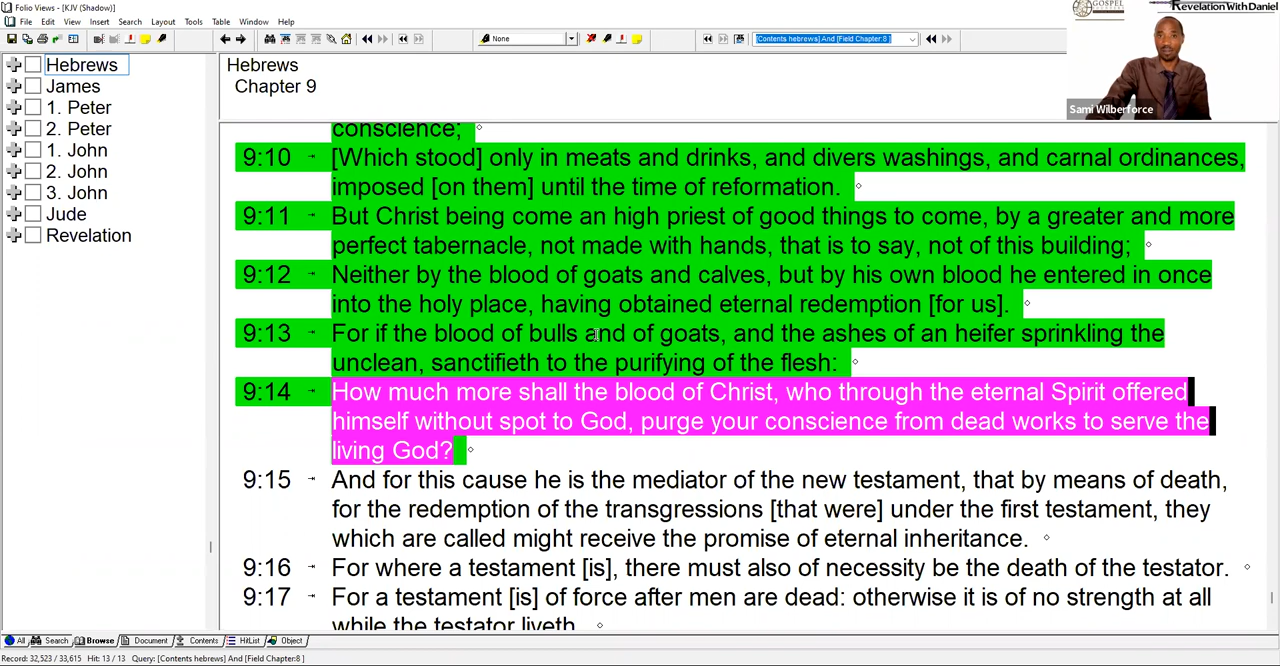 Folio Views - [KJV (Shadow)]
File Edit View Insert Search Layout Tools Table Window Help
None
[Contents hebrews] And [Field Chapter:8 ]
GOSPEL
Revelation With Daniel
Sami Wilberforce
Hebrews
James
1. Peter
2. Peter
1. John
2. John
3. John
Jude
Revelation
Hebrews
Chapter 9
conscience;
9:10 [Which stood] only in meats and drinks, and divers washings, and carnal ordinances,
imposed [on them] until the time of reformation.
9:11 But Christ being come an high priest of good things to come, by a greater and more
perfect tabernacle, not made with hands, that is to say, not of this building;
9:12 Neither by the blood of goats and calves, but by his own blood he entered in once
into the holy place, having obtained eternal redemption [for us].
9:13 For if the blood of bulls and of goats, and the ashes of an heifer sprinkling the
unclean, sanctifieth to the purifying of the flesh:
9:14 How much more shall the blood of Christ, who through the eternal Spirit offered
himself without spot to God, purge your conscience from dead works to serve the
living God?
9:15 And for this cause he is the mediator of the new testament, that by means of death,
for the redemption of the transgressions [that were] under the first testament, they
which are called might receive the promise of eternal inheritance.
9:16 For where a testament [is], there must also of necessity be the death of the testator.
9:17 For a testament [is] of force after men are dead: otherwise it is of no strength at all
while the testator liveth.
All Search Browse Document Contents HitList Object
Record: 32,523 / 33,615 Hit: 13 / 13 Query: [Contents hebrews] And [Field Chapter:8 ]